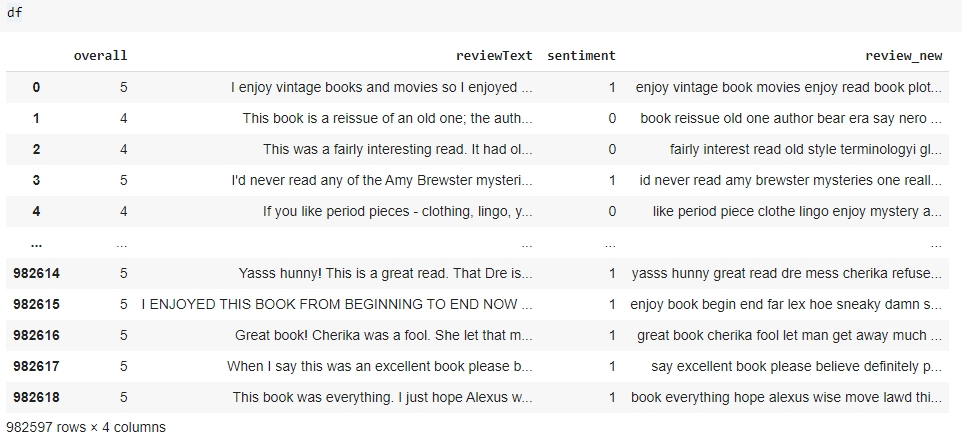 df
overall reviewText sentiment review_new
0 5 I enjoy vintage books and movies so I enjoyed ... 1 enjoy vintage book movies enjoy read book plot...
1 4 This book is a reissue of an old one; the auth... 0 book reissue old one author bear era say nero ...
2 4 This was a fairly interesting read. It had ol... 0 fairly interest read old style terminologyi gl...
3 5 I'd never read any of the Amy Brewster mysteri... 1 id never read amy brewster mysteries one reall...
4 4 If you like period pieces - clothing, lingo, y... 0 like period piece clothe lingo enjoy mystery a...
... ... ... ... ...
982614 5 Yasss hunny! This is a great read. That Dre is... 1 yasss hunny great read dre mess cherika refuse...
982615 5 I ENJOYED THIS BOOK FROM BEGINNING TO END NOW ... 1 enjoy book begin end far lex hoe sneaky damn s...
982616 5 Great book! Cherika was a fool. She let that m... 1 great book cherika fool let man get away much ...
982617 5 When I say this was an excellent book please b... 1 say excellent book please believe definitely p...
982618 5 This book was everything. I just hope Alexus w... 1 book everything hope alexus wise move lawd thi...
982597 rows × 4 columns